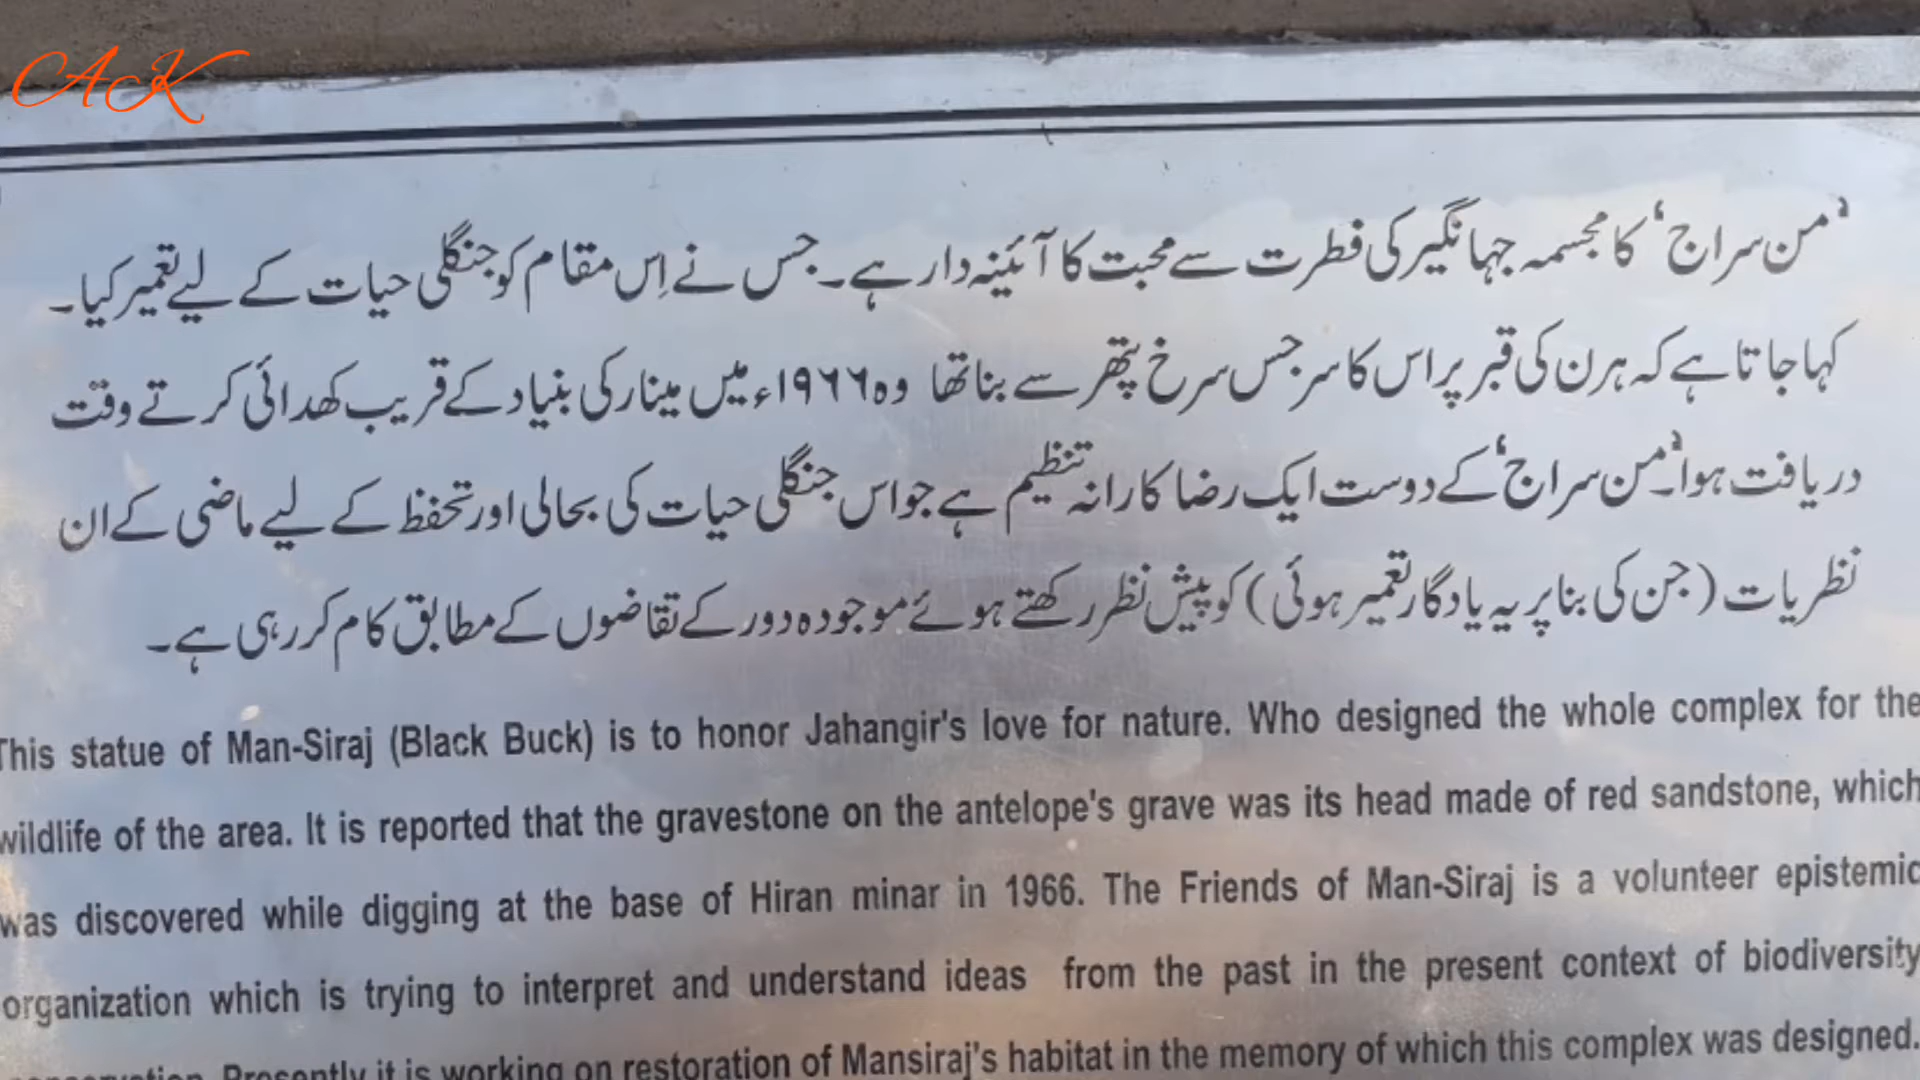 AK
’من سراج‘ کا مجسمہ جہانگیر کی فطرت سے محبت کا آئینہ دار ہے۔ جس نے اِس مقام کو جنگلی حیات کے لیے تعمیر کیا۔
کہا جاتا ہے کہ ہرن کی قبر پر اس کا سر جس سرخ پتھر سے بنا تھا وہ ۱۹۶۶ء میں مینار کی بنیاد کے قریب کھدائی کرتے وقت
دریافت ہوا۔’من سراج‘ کے دوست ایک رضا کارانہ تنظیم ہے جو اس جنگلی حیات کی بحالی اور تحفظ کے لیے ماضی کے ان
نظریات (جن کی بنا پر یہ یادگار تعمیر ہوئی) کو پیش نظر رکھتے ہوئے موجودہ دور کے تقاضوں کے مطابق کام کر رہی ہے۔
This statue of Man-Siraj (Black Buck) is to honor Jahangir's love for nature. Who designed the whole complex for the
wildlife of the area. It is reported that the gravestone on the antelope's grave was its head made of red sandstone, which
was discovered while digging at the base of Hiran minar in 1966. The Friends of Man-Siraj is a volunteer epistemic
organization which is trying to interpret and understand ideas from the past in the present context of biodiversity
Presently it is working on restoration of Mansiraj's habitat in the memory of which this complex was designed.